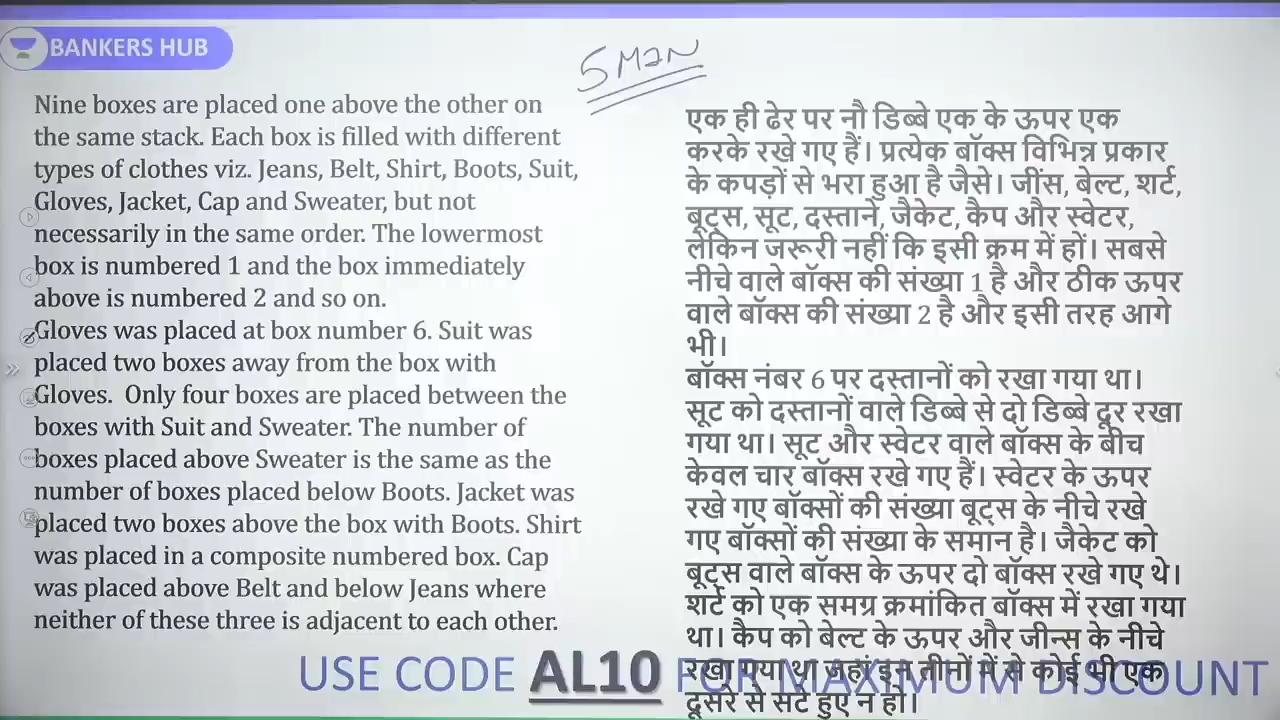 BANKERS HUB
5 MAN
Nine boxes are placed one above the other on
the same stack. Each box is filled with different
types of clothes viz. Jeans, Belt, Shirt, Boots, Suit,
Gloves, Jacket, Cap and Sweater, but not
necessarily in the same order. The lowermost
box is numbered 1 and the box immediately
above is numbered 2 and so on.
Gloves was placed at box number 6. Suit was
placed two boxes away from the box with
Gloves. Only four boxes are placed between the
boxes with Suit and Sweater. The number of
boxes placed above Sweater is the same as the
number of boxes placed below Boots. Jacket was
placed two boxes above the box with Boots. Shirt
was placed in a composite numbered box. Cap
was placed above Belt and below Jeans where
neither of these three is adjacent to each other.
एक ही ढेर पर नौ डिब्बे एक के ऊपर एक
करके रखे गए हैं। प्रत्येक बॉक्स विभिन्न प्रकार
के कपड़ों से भरा हुआ है जैसे। जींस, बेल्ट, शर्ट,
बूट्स, सूट, दस्ताने, जैकेट, कैप और स्वेटर,
लेकिन जरूरी नहीं कि इसी क्रम में हों। सबसे
नीचे वाले बॉक्स की संख्या 1 है और ठीक ऊपर
वाले बॉक्स की संख्या 2 है और इसी तरह आगे
भी।
बॉक्स नंबर 6 पर दस्तानों को रखा गया था।
सूट को दस्तानों वाले डिब्बे से दो डिब्बे दूर रखा
गया था। सूट और स्वेटर वाले बॉक्स के बीच
केवल चार बॉक्स रखे गए हैं। स्वेटर के ऊपर
रखे गए बॉक्सों की संख्या बूट्स के नीचे रखे
गए बॉक्सों की संख्या के समान है। जैकेट को
बूट्स वाले बॉक्स के ऊपर दो बॉक्स रखे गए थे।
शर्ट को एक समग्र क्रमांकित बॉक्स में रखा गया
था। कैप को बेल्ट के ऊपर और जीन्स के नीचे
रखा गया था जहां इन तीनों में से कोई भी एक
दूसरे से सटे हुए न हो।
USE CODE AL10 FOR MAXIMUM DISCOUNT